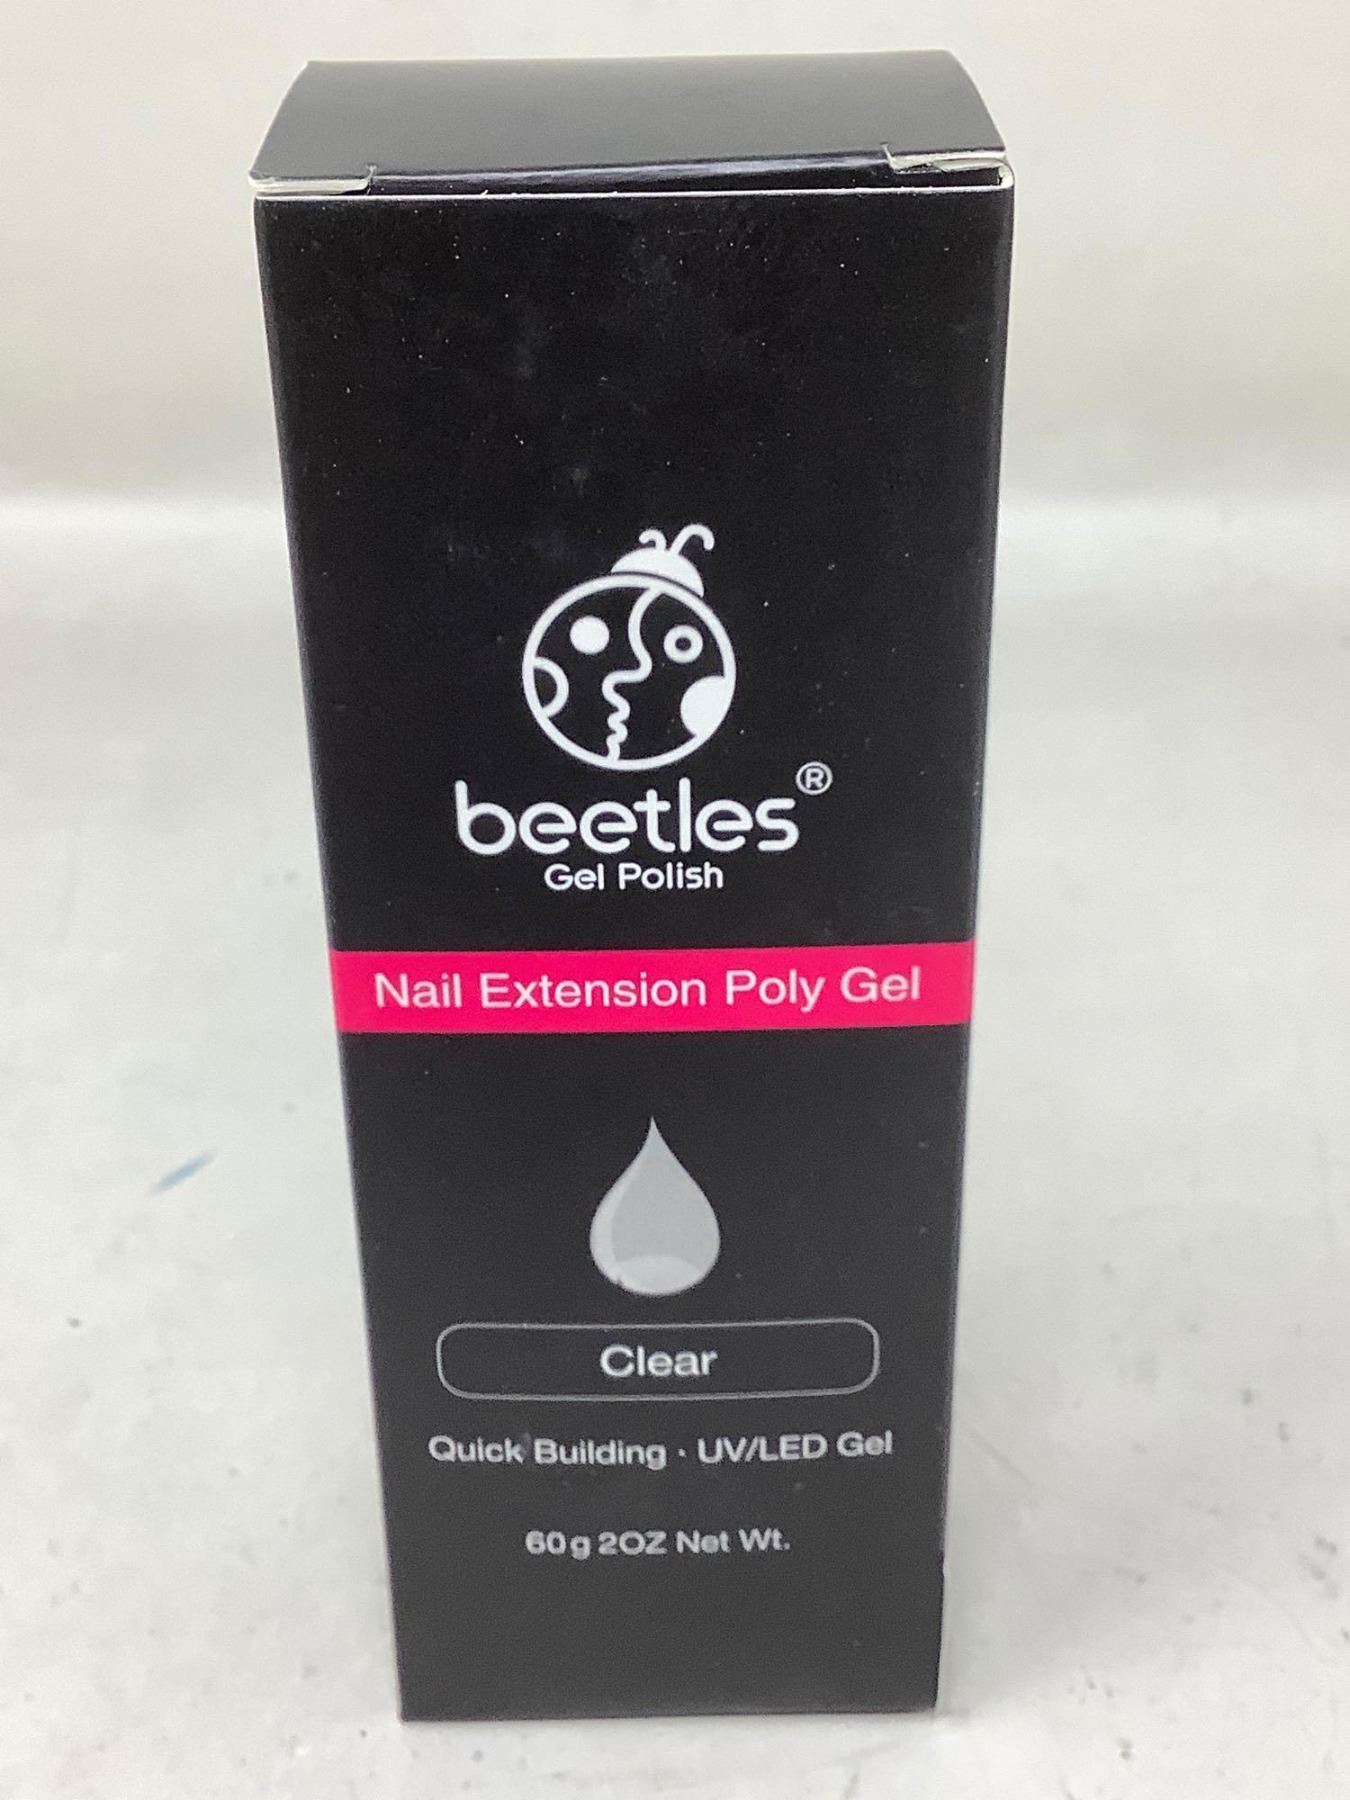 beetles®
Gel Polish
Nail Extension Poly Gel
Clear
Quick Building · UV/LED Gel
60g 2OZ Net Wt.